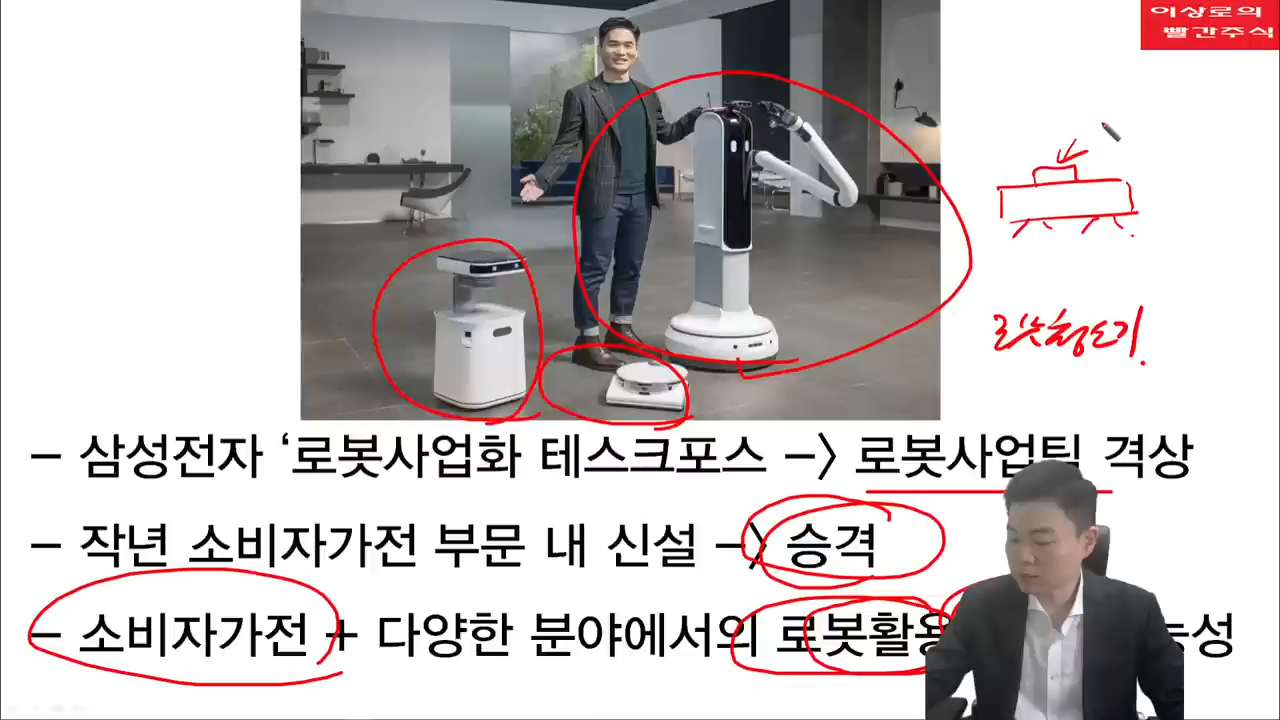 이상로의
빨간주식
로봇청소기.
- 삼성전자 ‘로봇사업화 테스크포스 -> 로봇사업팀 격상
- 작년 소비자가전 부문 내 신설 -> 승격
- 소비자가전 + 다양한 분야에서의 로봇활용